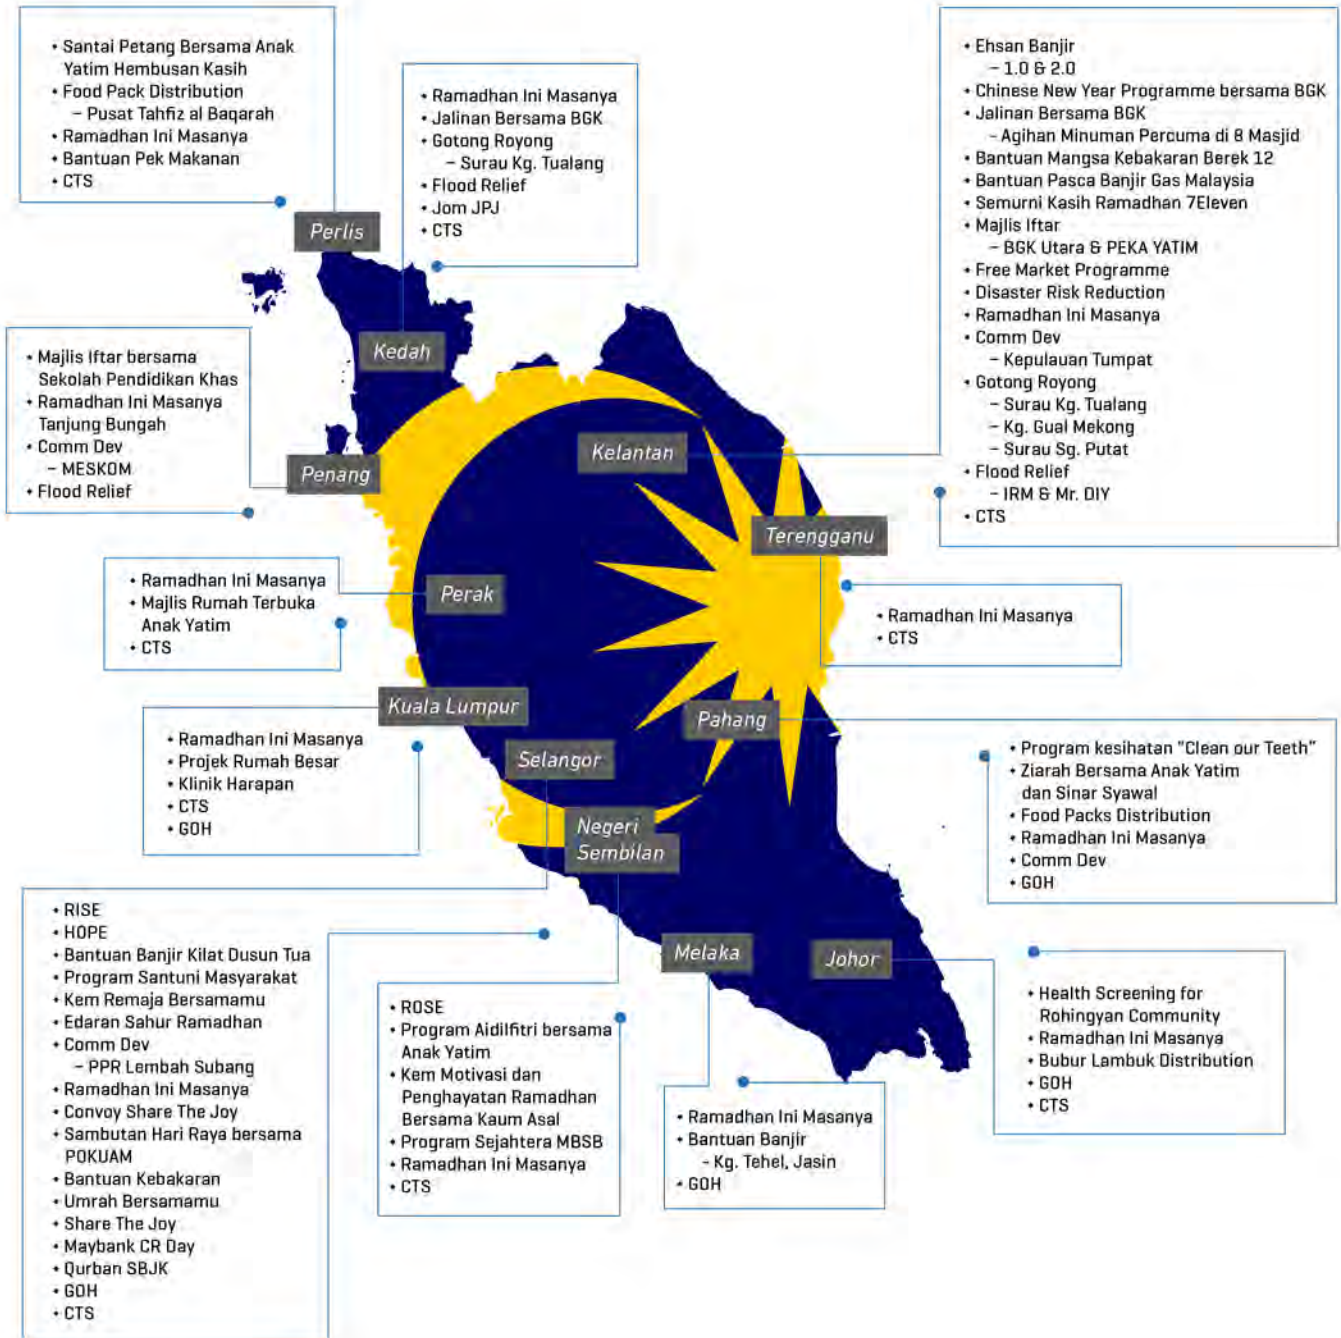 • Santai Petang Bersama Anak
Yatim Hembusan Kasih
• Food Pack Distribution
– Pusat Tahfiz al Baqarah
• Ramadhan Ini Masanya
• Bantuan Pek Makanan
• CTS
Perlis
• Ramadhan Ini Masanya
• Jalinan Bersama BGK
• Gotong Royong
– Surau Kg. Tualang
• Flood Relief
• Jom JPJ
• CTS
Kedah
• Ehsan Banjir
– 1.0 & 2.0
• Chinese New Year Programme bersama BGK
• Jalinan Bersama BGK
-Agihan Minuman Percuma di 8 Masjid
• Bantuan Mangsa Kebakaran Berek 12
• Bantuan Pasca Banjir Gas Malaysia
• Semurni Kasih Ramadhan 7Eleven
• Majlis Iftar
– BGK Utara & PEKA YATIM
• Free Market Programme
• Disaster Risk Reduction
• Ramadhan Ini Masanya
• Comm Dev
– Kepulauan Tumpat
• Gotong Royong
– Surau Kg. Tualang
– Kg. Gual Mekong
– Surau Sg. Putat
• Flood Relief
– IRM & Mr. DIY
• CTS
Kelantan
• Majlis Iftar bersama
Sekolah Pendidikan Khas
• Ramadhan Ini Masanya
Tanjung Bungah
• Comm Dev
– MESKOM
• Flood Relief
Penang
Terengganu
• Ramadhan Ini Masanya
• CTS
• Ramadhan Ini Masanya
• Majlis Rumah Terbuka
Anak Yatim
• CTS
Perak
Kuala Lumpur
• Ramadhan Ini Masanya
• Projek Rumah Besar
• Klinik Harapan
• CTS
• GOH
Pahang
• Program kesihatan "Clean our Teeth"
• Ziarah Bersama Anak Yatim
dan Sinar Syawal
• Food Packs Distribution
• Ramadhan Ini Masanya
• Comm Dev
• GOH
Selangor
• RISE
• HOPE
• Bantuan Banjir Kilat Dusun Tua
• Program Santuni Masyarakat
• Kem Remaja Bersamamu
• Edaran Sahur Ramadhan
• Comm Dev
– PPR Lembah Subang
• Ramadhan Ini Masanya
• Convoy Share The Joy
• Sambutan Hari Raya bersama
POKUAM
• Bantuan Kebakaran
• Umrah Bersamamu
• Share The Joy
• Maybank CR Day
• Qurban SBJK
• GOH
• CTS
Negeri
Sembilan
• ROSE
• Program Aidilfitri bersama
Anak Yatim
• Kem Motivasi dan
Penghayatan Ramadhan
Bersama Kaum Asal
• Program Sejahtera MBSB
• Ramadhan Ini Masanya
• CTS
Melaka
• Ramadhan Ini Masanya
• Bantuan Banjir
- Kg. Tehel, Jasin
• GOH
Johor
• Health Screening for
Rohingyan Community
• Ramadhan Ini Masanya
• Bubur Lambuk Distribution
• GOH
• CTS